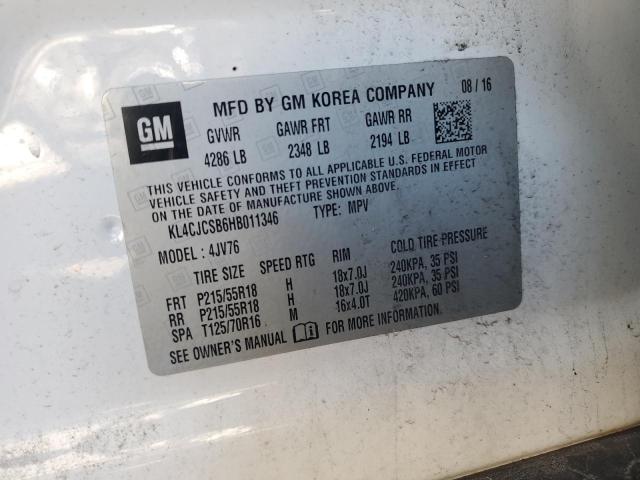 GM
MFD BY GM KOREA COMPANY 08 / 16
GVWR GAWR FRT GAWR RR
4286 LB 2348 LB 2194 LB
THIS VEHICLE CONFORMS TO ALL APPLICABLE U.S. FEDERAL MOTOR
VEHICLE SAFETY AND THEFT PREVENTION STANDARDS IN EFFECT
ON THE DATE OF MANUFACTURE SHOWN ABOVE.
KL4CJCSB6HB011346 TYPE: MPV
MODEL : 4JV76
TIRE SIZE SPEED RTG RIM COLD TIRE PRESSURE
FRT P215/55R18 H 18x7.0J 240KPA, 35 PSI
RR P215/55R18 H 18x7.0J 240KPA, 35 PSI
SPA T125/70R16 M 16x4.0T 420KPA, 60 PSI
SEE OWNER'S MANUAL FOR MORE INFORMATION.